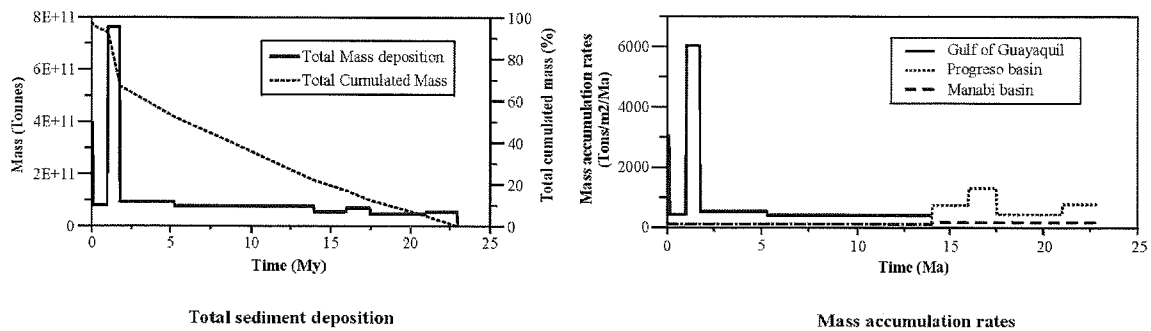 8E+11
6E+11
4E+11
2E+11
0
Mass (Tonnes)
Total Mass deposition
Total Cumulated Mass
100
80
60
40
20
0
Total cumulated mass (%)
0 5 10 15 20 25
Time (My)
Total sediment deposition
6000
4000
2000
0
Mass accumulation rates
(Tons/m2/Ma)
Gulf of Guayaquil
Progreso basin
Manabi basin
0 5 10 15 20 25
Time (Ma)
Mass accumulation rates